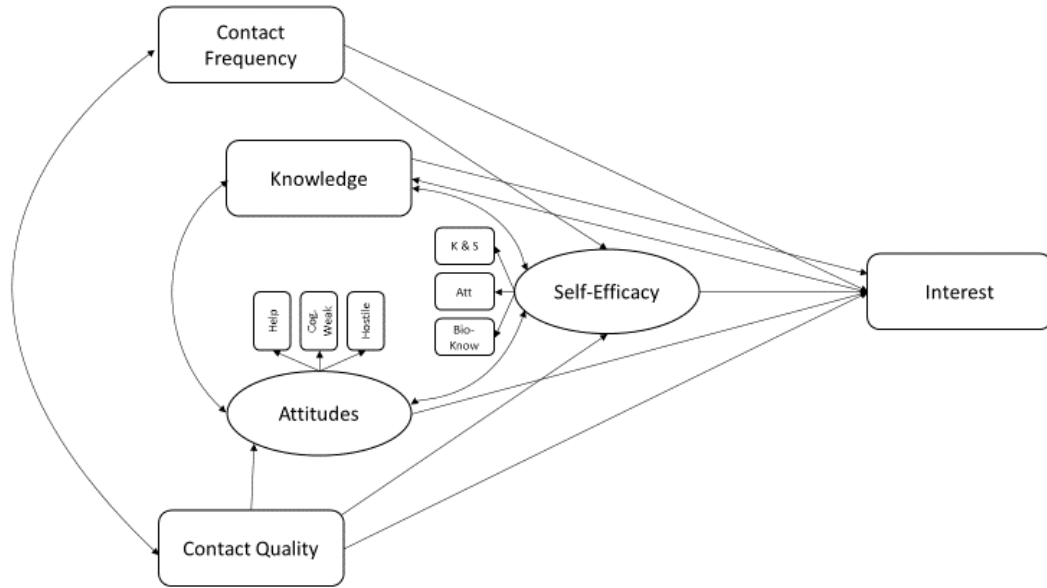 Contact
Frequency
Knowledge
K & S
Att
Bio-
Know
Self-Efficacy
Interest
Help
Cog.
Weak
Hostile
Attitudes
Contact Quality